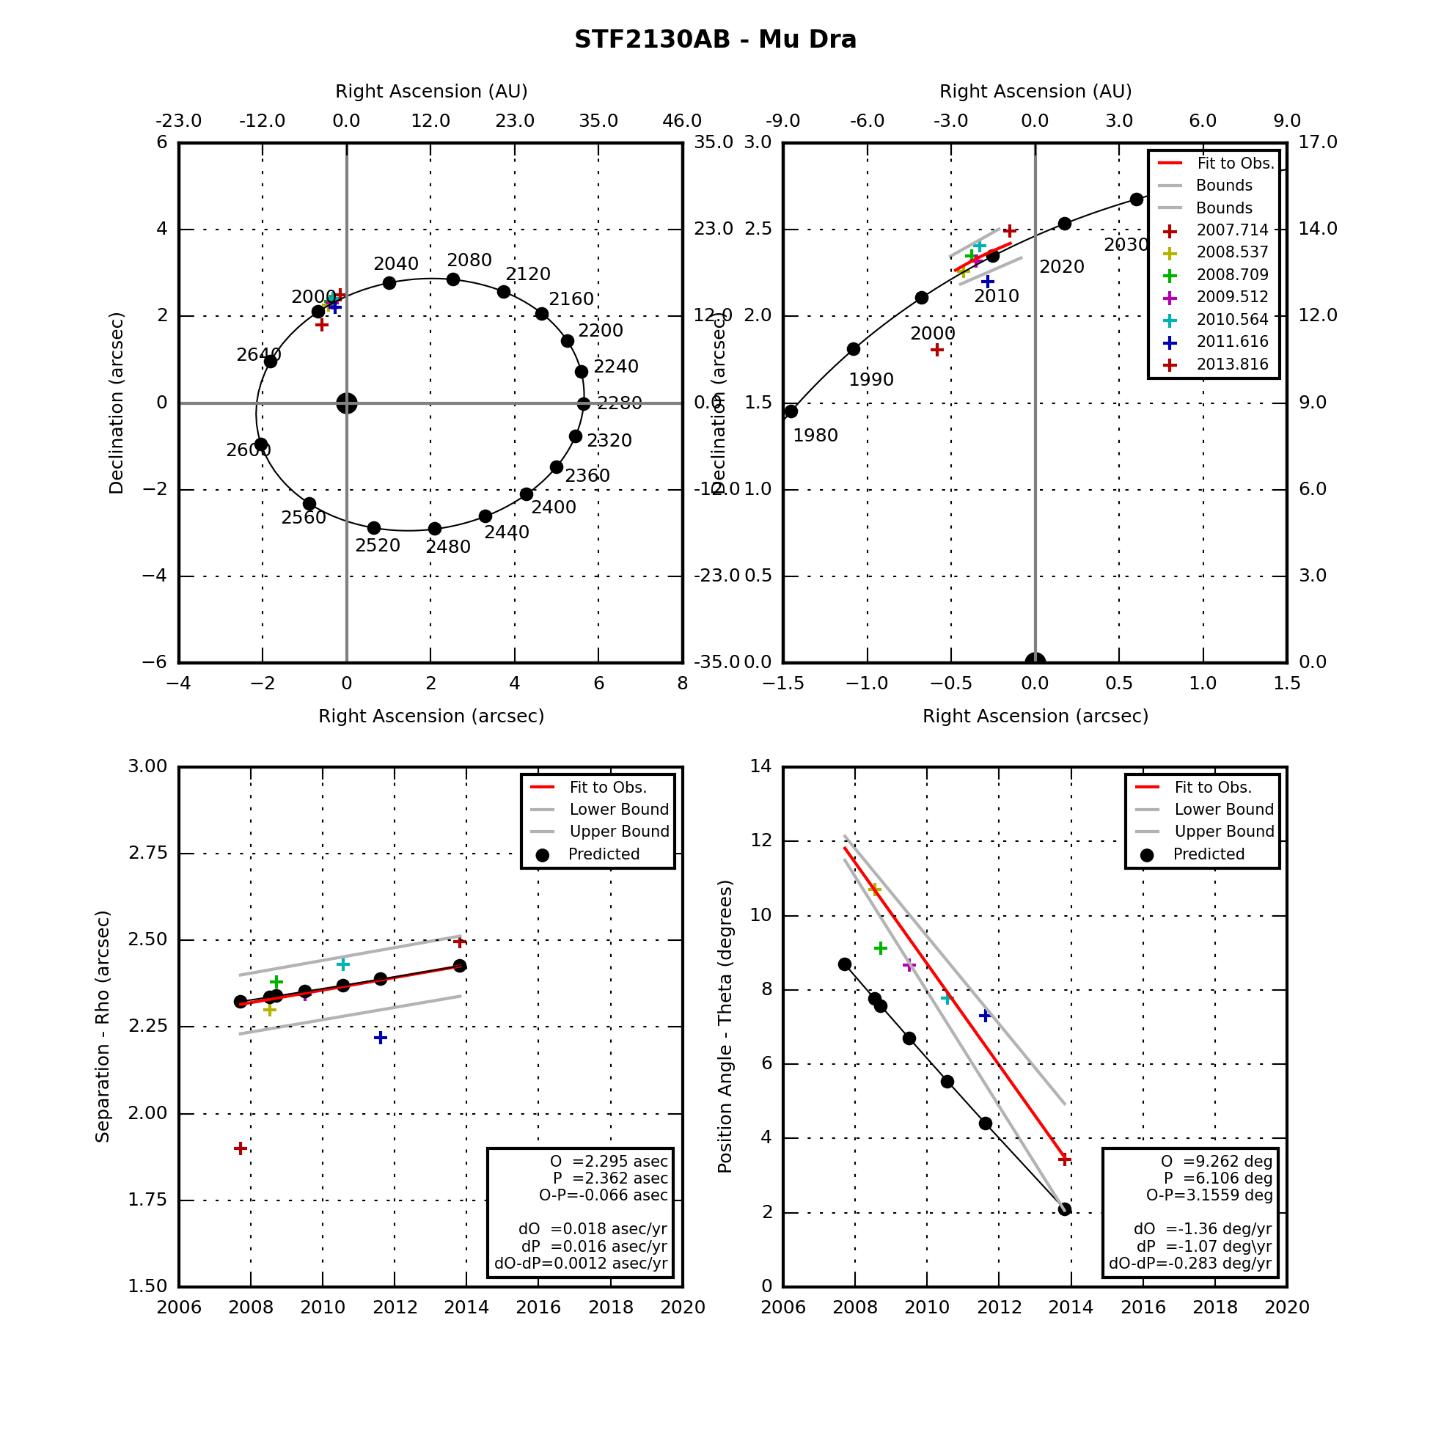 STF2130AB - Mu Dra
Right Ascension (AU)
-23.0 -12.0 0.0 12.0 23.0 35.0 46.0
6 35.0
4 23.0
2 12.0
0 0.0
−2 -12.0
−4 -23.0
−6 -35.0
Declination (arcsec)
2000
2040
2080
2120
2160
2200
2240
2280
2320
2360
2400
2440
2480
2520
2560
2600
2640
−4 −2 0 2 4 6 8
Right Ascension (arcsec)
Right Ascension (AU)
-9.0 -6.0 -3.0 0.0 3.0 6.0 9.0
3.0 17.0
2.5 14.0
2.0 12.0
1.5 9.0
1.0 6.0
0.5 3.0
0.0 0.0
Declination (arcsec)
Fit to Obs.
Bounds
Bounds
2007.714
2008.537
2008.709
2009.512
2010.564
2011.616
2013.816
2030
2020
2010
2000
1990
1980
−1.5 −1.0 −0.5 0.0 0.5 1.0 1.5
Right Ascension (arcsec)
3.00
2.75
2.50
2.25
2.00
1.75
1.50
Separation - Rho (arcsec)
Fit to Obs.
Lower Bound
Upper Bound
Predicted
O =2.295 asec
P =2.362 asec
O-P=-0.066 asec
dO =0.018 asec/yr
dP =0.016 asec/yr
dO-dP=0.0012 asec/yr
2006 2008 2010 2012 2014 2016 2018 2020
14
12
10
8
6
4
2
0
Position Angle - Theta (degrees)
Fit to Obs.
Lower Bound
Upper Bound
Predicted
O =9.262 deg
P =6.106 deg
O-P=3.1559 deg
dO =-1.36 deg/yr
dP =-1.07 deg\yr
dO-dP=-0.283 deg/yr
2006 2008 2010 2012 2014 2016 2018 2020